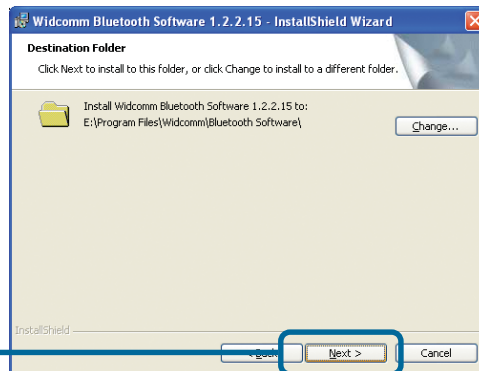 Widcomm Bluetooth Software 1.2.2.15 - InstallShield Wizard
Destination Folder
Click Next to install to this folder, or click Change to install to a different folder.
Install Widcomm Bluetooth Software 1.2.2.15 to:
E:\Program Files\Widcomm\Bluetooth Software\
Change...
InstallShield
< Back
Next >
Cancel